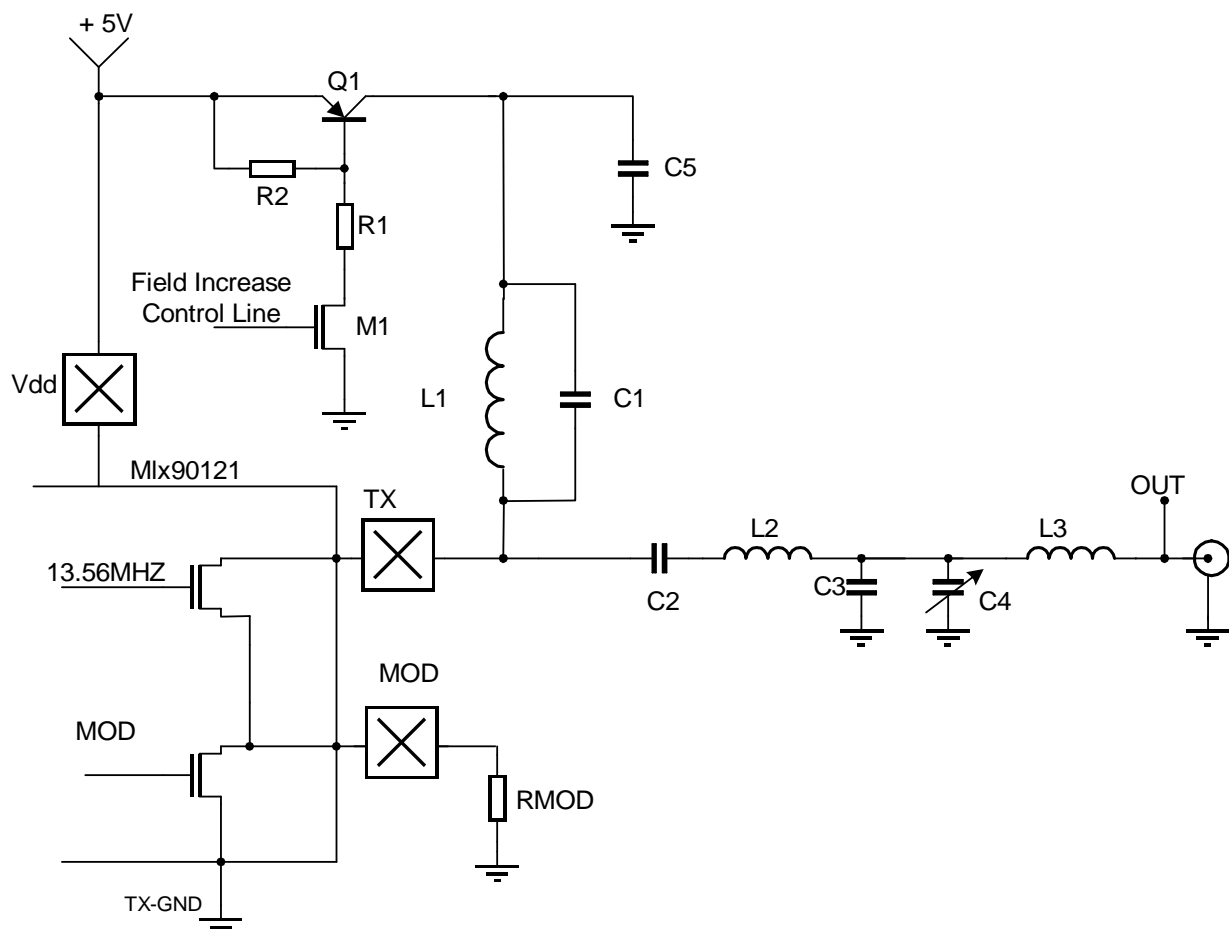 + 5V
Q1
R2
C5
R1
Field Increase
Control Line
M1
Vdd
L1
C1
Mlx90121
TX
OUT
L2
L3
13.56MHZ
C2
C3
C4
MOD
MOD
RMOD
TX-GND